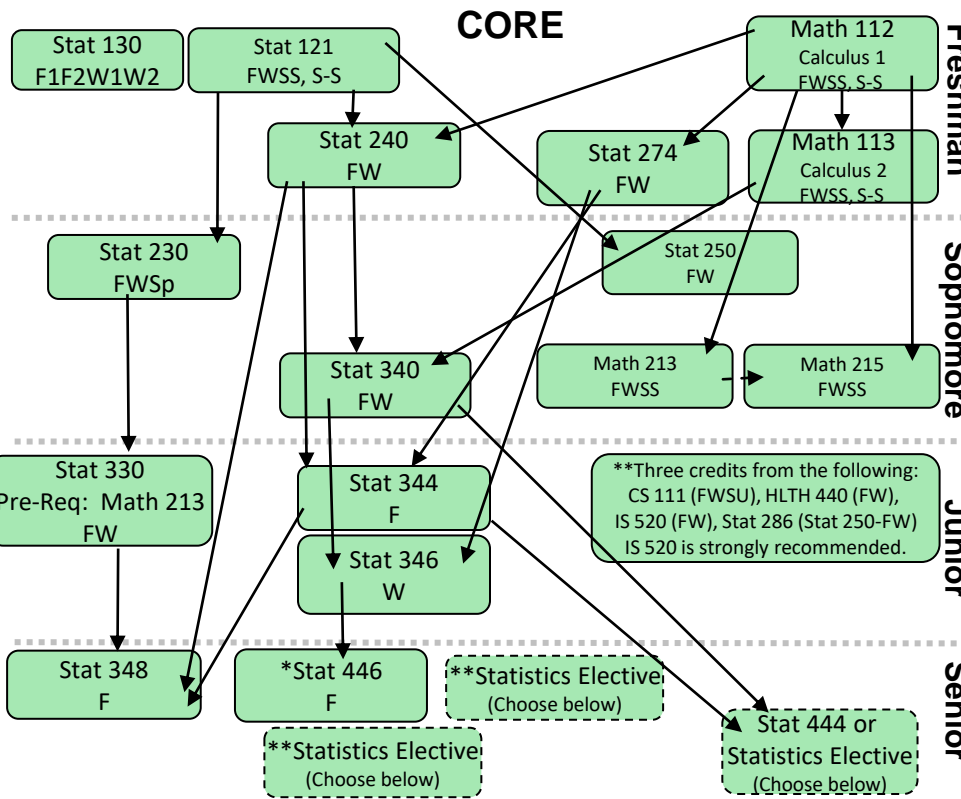 CORE
Stat 130
F1F2W1W2
Stat 121
FWSS, S-S
Math 112
Calculus 1
FWSS, S-S
Freshman
Stat 240
FW
Stat 274
FW
Math 113
Calculus 2
FWSS, S-S
Stat 230
FWSp
Stat 250
FW
Sophomore
Stat 340
FW
Math 213
FWSS
Math 215
FWSS
Stat 330
Pre-Req: Math 213
FW
Stat 344
F
**Three credits from the following:
CS 111 (FWSU), HLTH 440 (FW),
IS 520 (FW), Stat 286 (Stat 250-FW)
IS 520 is strongly recommended.
Junior
Stat 346
W
Stat 348
F
*Stat 446
F
**Statistics Elective
(Choose below)
Senior
**Statistics Elective
(Choose below)
Stat 444 or
Statistics Elective
(Choose below)